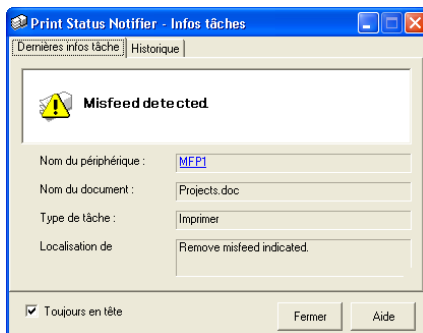 Print Status Notifier - Infos tâches
Dernières infos tâche Historique
Misfeed detected.
Nom du périphérique : MFP1
Nom du document : Projects.doc
Type de tâche : Imprimer
Localisation de Remove misfeed indicated.
Toujours en tête Fermer Aide